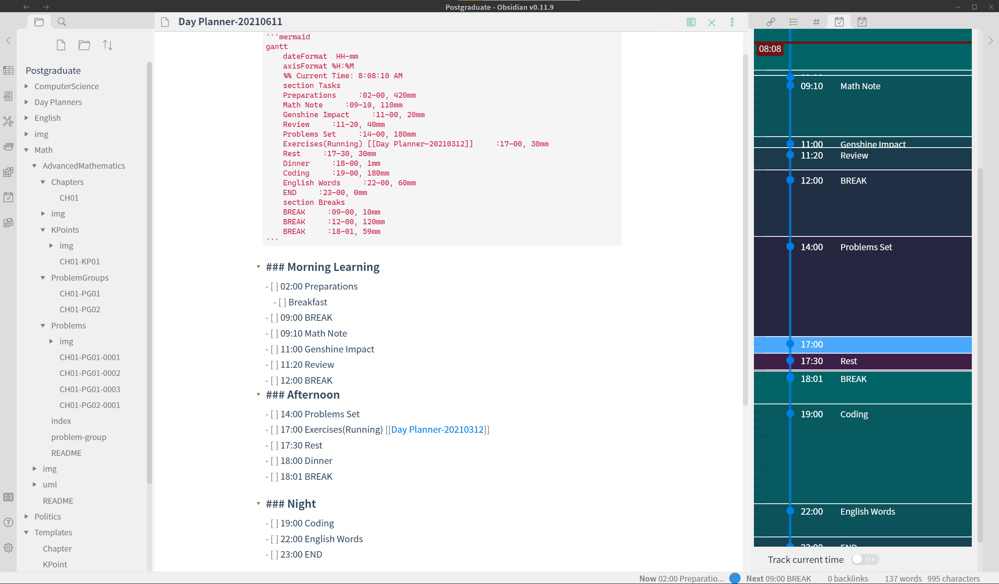 Postgraduate - Obsidian v0.11.9
Day Planner-20210611
Postgraduate
ComputerScience
Day Planners
English
img
Math
AdvancedMathematics
Chapters
CH01
img
KPoints
img
CH01-KP01
ProblemGroups
CH01-PG01
CH01-PG02
Problems
img
CH01-PG01-0001
CH01-PG01-0002
CH01-PG01-0003
CH01-PG02-0001
index
problem-group
README
img
uml
README
Politics
Templates
Chapter
KPoint
```mermaid
gantt
dateFormat  HH-mm
axisFormat %H:%M
%% Current Time: 8:08:10 AM
section Tasks
Preparations     :02-00, 420mm
Math Note     :09-10, 110mm
Genshine Impact     :11-00, 20mm
Review     :11-20, 40mm
Problems Set     :14-00, 180mm
Exercises(Running) [[Day Planner-20210312]]     :17-00, 30mm
Rest     :17-30, 30mm
Dinner     :18-00, 1mm
Coding     :19-00, 180mm
English Words     :22-00, 60mm
END     :23-00, 0mm
section Breaks
BREAK     :09-00, 10mm
BREAK     :12-00, 120mm
BREAK     :18-01, 59mm
```
### Morning Learning
- [ ] 02:00 Preparations
- [ ] Breakfast
- [ ] 09:00 BREAK
- [ ] 09:10 Math Note
- [ ] 11:00 Genshine Impact
- [ ] 11:20 Review
- [ ] 12:00 BREAK
### Afternoon
- [ ] 14:00 Problems Set
- [ ] 17:00 Exercises(Running) [[Day Planner-20210312]]
- [ ] 17:30 Rest
- [ ] 18:00 Dinner
- [ ] 18:01 BREAK
### Night
- [ ] 19:00 Coding
- [ ] 22:00 English Words
- [ ] 23:00 END
08:08
09:10 Math Note
11:00 Genshine Impact
11:20 Review
12:00 BREAK
14:00 Problems Set
17:00
17:30 Rest
18:01 BREAK
19:00 Coding
22:00 English Words
23:00 END
Track current time OFF
Now 02:00 Preparatio... Next 09:00 BREAK 0 backlinks 137 words 995 characters